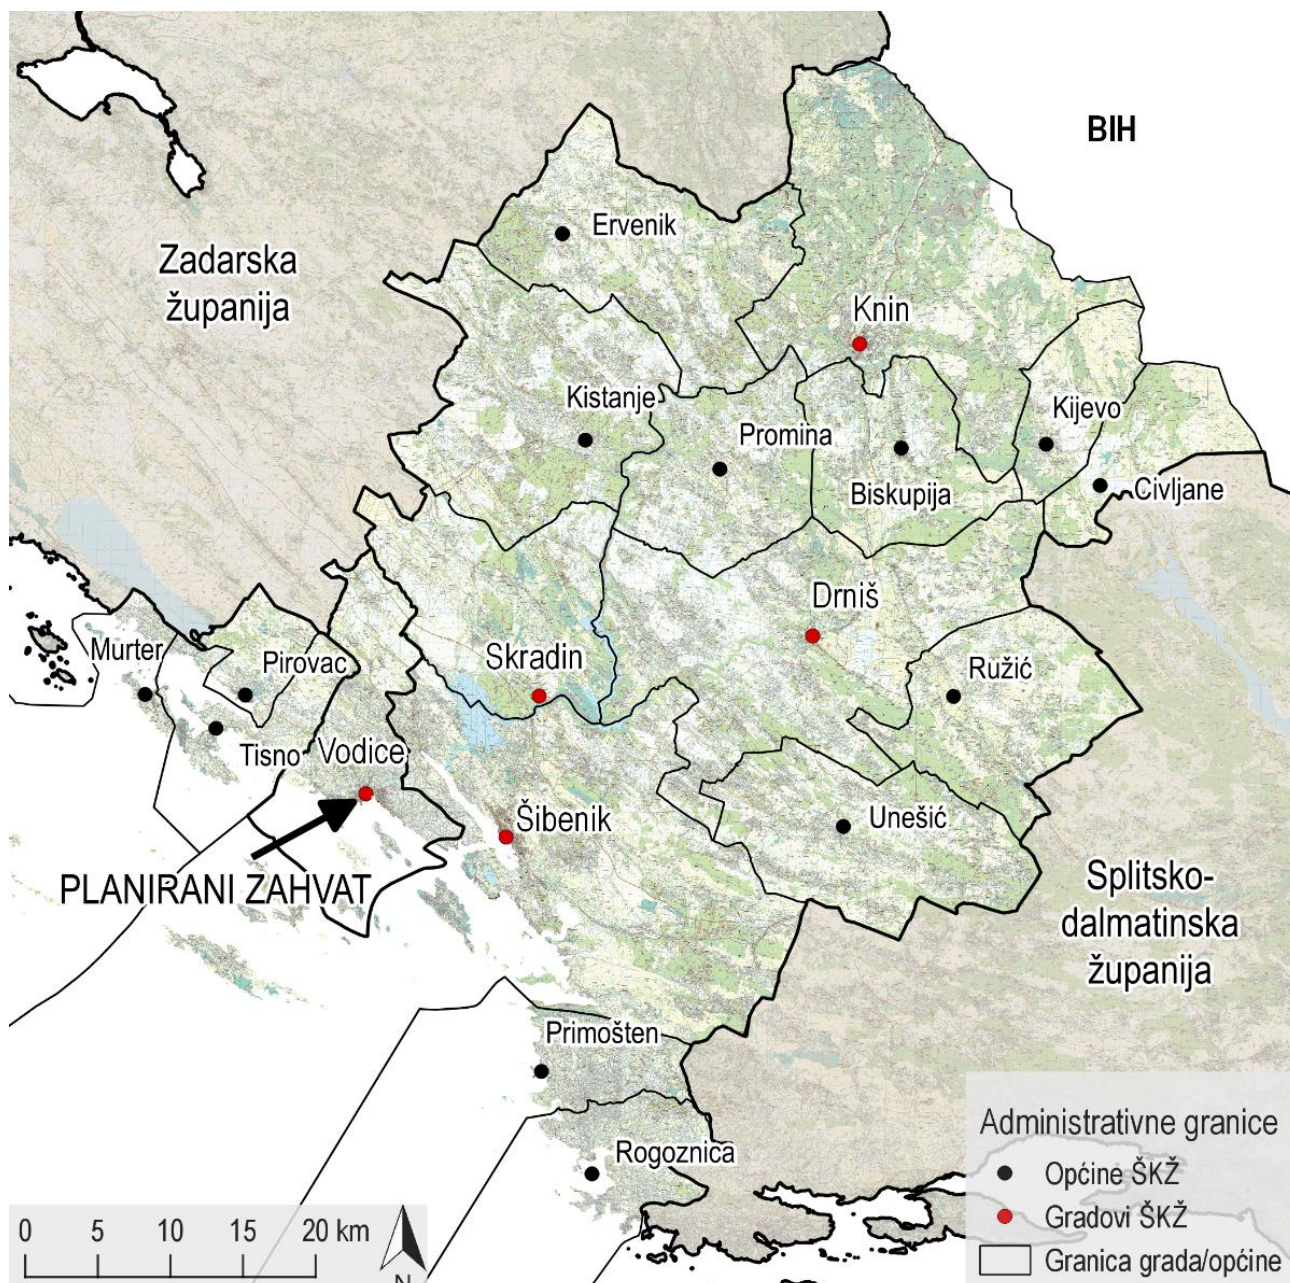 BIH
Ervenik
Zadarska
županija
Knin
Kistanje
Kijevo
Promina
Biskupija
Civljane
Drniš
Murter
Pirovac
Skradin
Ružić
Tisno
Vodice
Šibenik
Unešić
PLANIRANI ZAHVAT
Splitsko-
dalmatinska
županija
Primošten
Rogoznica
Administrativne granice
Općine ŠKŽ
Gradovi ŠKŽ
Granica grada/općine
0 5 10 15 20 km
N